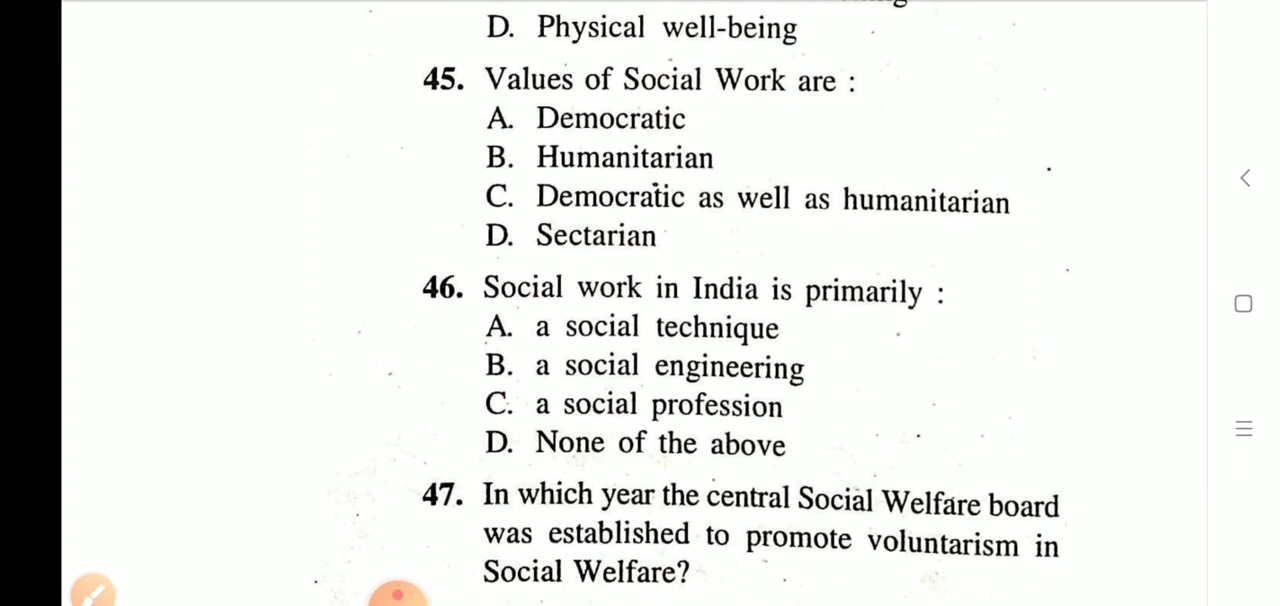 D. Physical well-being
45. Values of Social Work are :
A. Democratic
B. Humanitarian
C. Democratic as well as humanitarian
D. Sectarian
46. Social work in India is primarily :
A. a social technique
B. a social engineering
C. a social profession
D. None of the above
47. In which year the central Social Welfare board
was established to promote voluntarism in
Social Welfare?